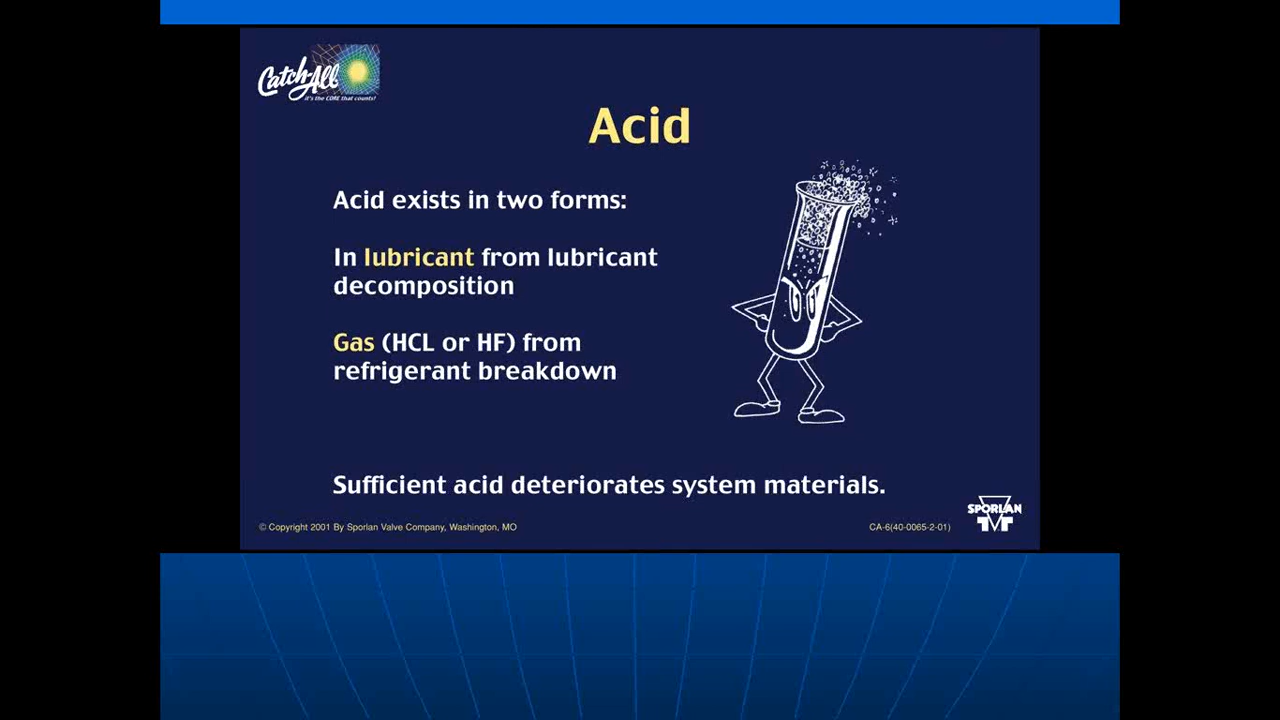 Catch-All
it's the CORE that counts!
Acid
Acid exists in two forms:
In lubricant from lubricant
decomposition
Gas (HCL or HF) from
refrigerant breakdown
Sufficient acid deteriorates system materials.
© Copyright 2001 By Sporlan Valve Company, Washington, MO
CA-6(40-0065-2-01)
SPORLAN